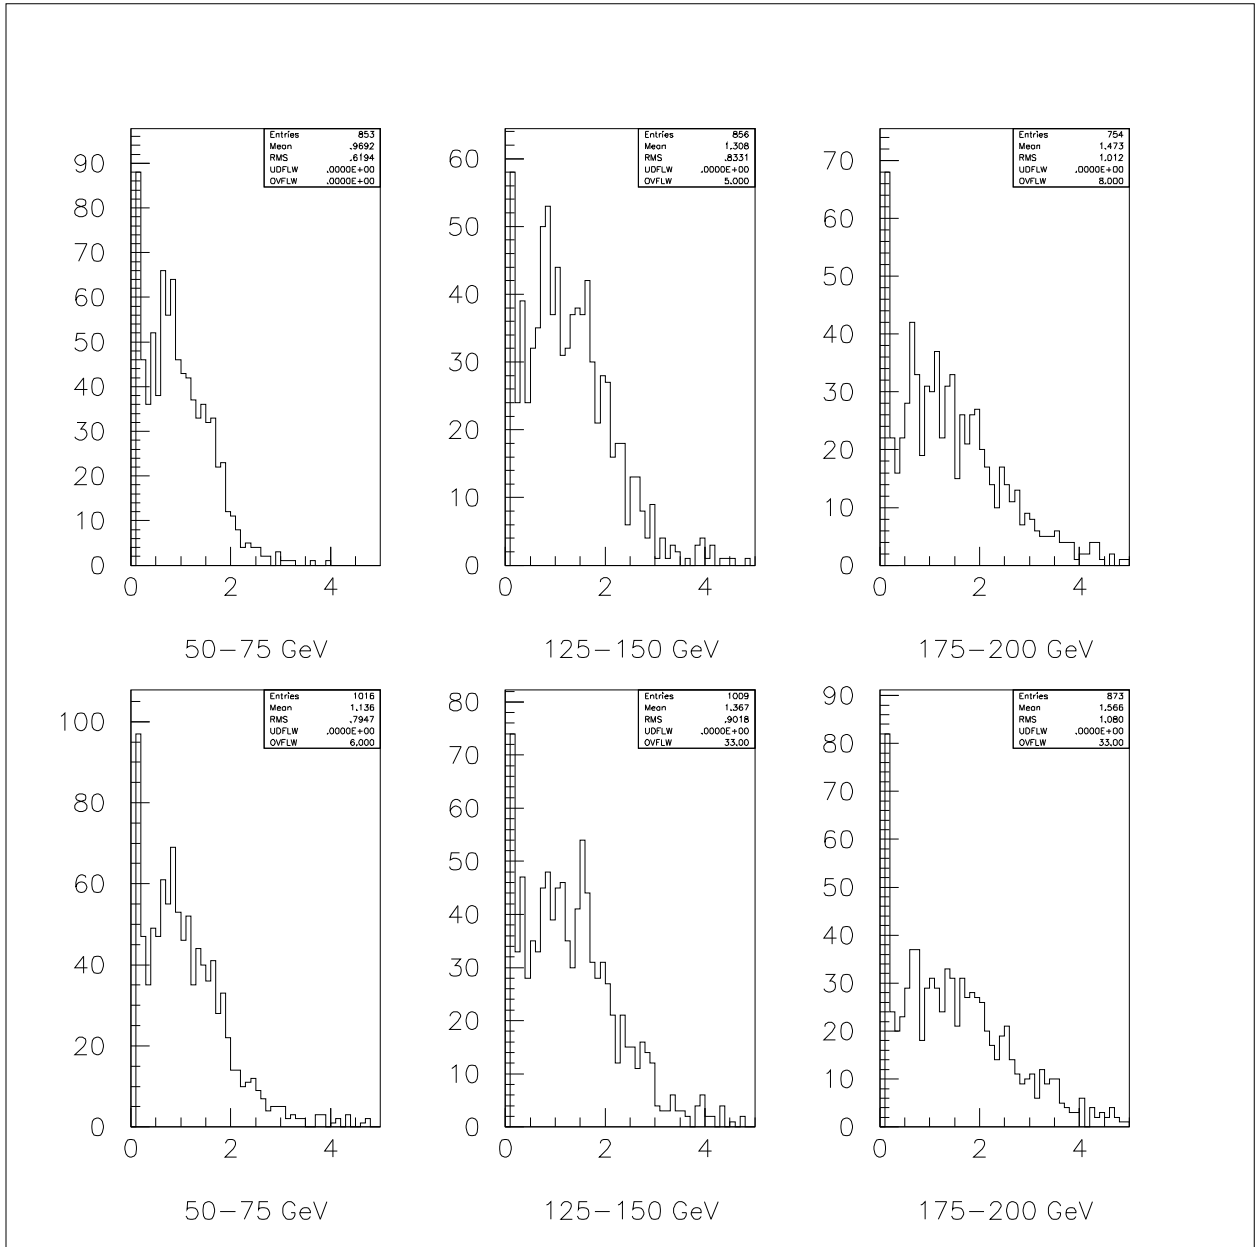 Entries 853
Mean .9692
RMS .6194
UDFLW .0000E+00
OVFLW .0000E+00
90
80
70
60
50
40
30
20
10
0
0 2 4
50-75 GeV
Entries 856
Mean 1.308
RMS .8331
UDFLW .0000E+00
OVFLW 5.000
60
50
40
30
20
10
0
0 2 4
125-150 GeV
Entries 754
Mean 1.473
RMS 1.012
UDFLW .0000E+00
OVFLW 8.000
70
60
50
40
30
20
10
0
0 2 4
175-200 GeV
Entries 1016
Mean 1.136
RMS .7947
UDFLW .0000E+00
OVFLW 6.000
100
80
60
40
20
0
0 2 4
50-75 GeV
Entries 1009
Mean 1.367
RMS .9018
UDFLW .0000E+00
OVFLW 33.00
80
70
60
50
40
30
20
10
0
0 2 4
125-150 GeV
Entries 873
Mean 1.566
RMS 1.080
UDFLW .0000E+00
OVFLW 33.00
90
80
70
60
50
40
30
20
10
0
0 2 4
175-200 GeV